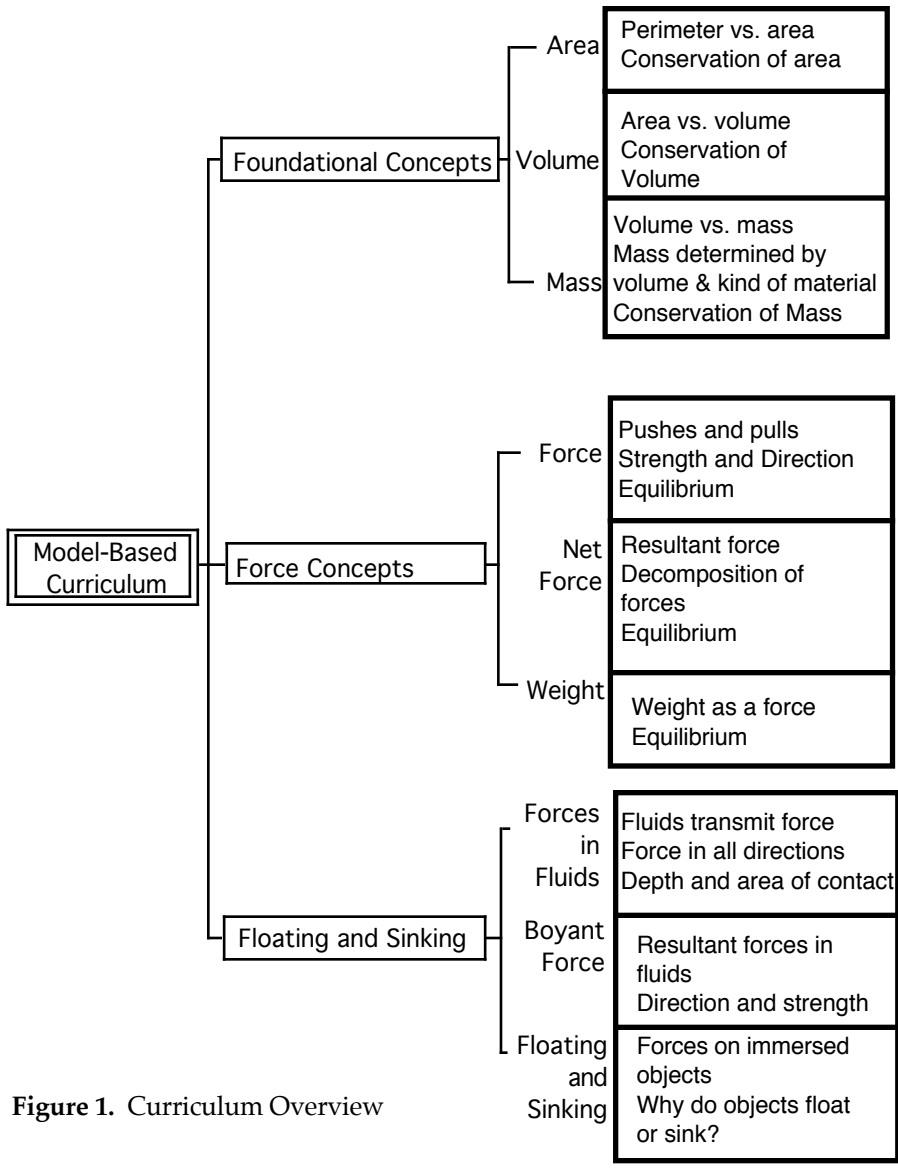 Area
Perimeter vs. area
Conservation of area
Foundational Concepts
Volume
Area vs. volume
Conservation of
Volume
Mass
Volume vs. mass
Mass determined by
volume & kind of material
Conservation of Mass
Model-Based
Curriculum
Force Concepts
Force
Pushes and pulls
Strength and Direction
Equilibrium
Net
Force
Resultant force
Decomposition of
forces
Equilibrium
Weight
Weight as a force
Equilibrium
Floating and Sinking
Forces
in
Fluids
Fluids transmit force
Force in all directions
Depth and area of contact
Boyant
Force
Resultant forces in
fluids
Direction and strength
Floating
and
Sinking
Forces on immersed
objects
Why do objects float
or sink?
Figure 1. Curriculum Overview